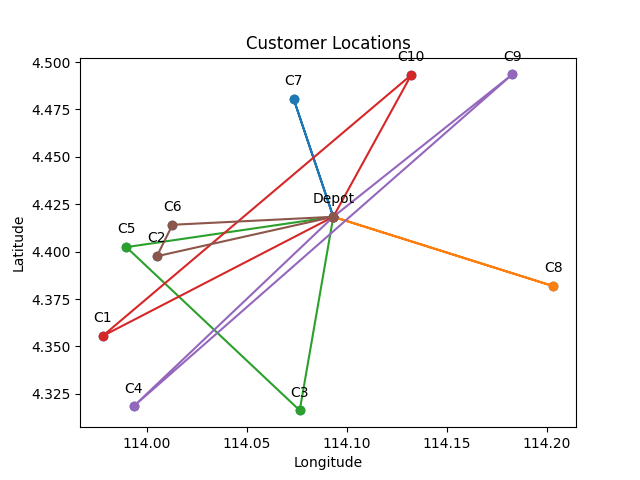 Customer Locations
4.500
4.475
4.450
4.425
4.400
4.375
4.350
4.325
Latitude
C10
C9
C7
Depot
C6
C5
C2
C8
C1
C4
C3
114.00
114.05
114.10
114.15
114.20
Longitude